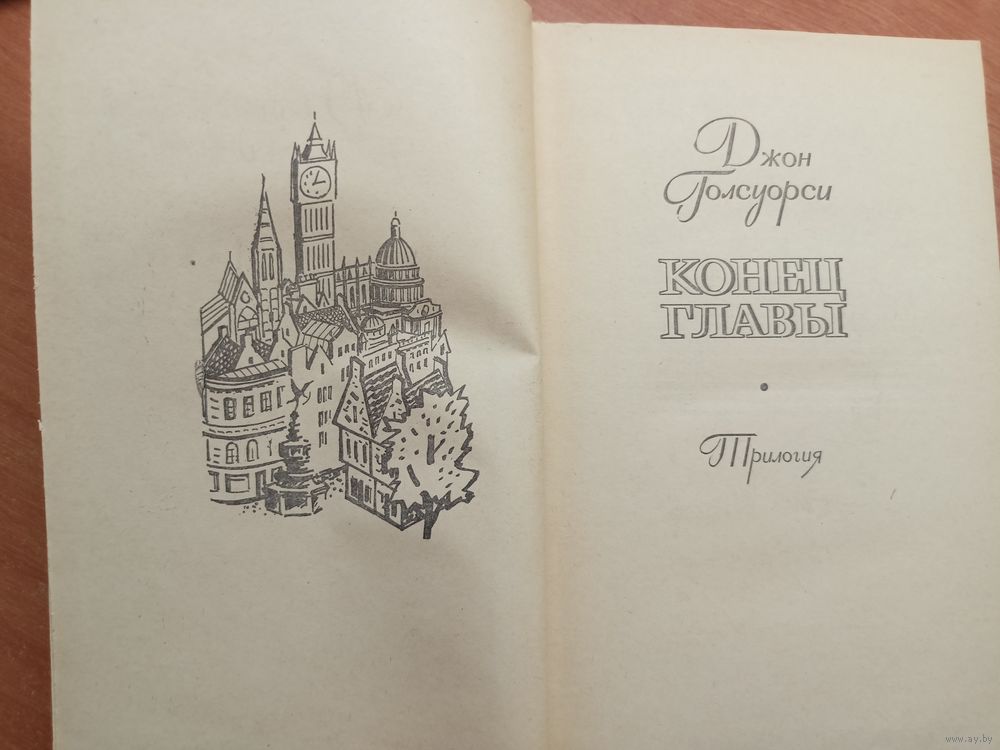 Джон
Голсуорси
КОНЕЦ
ГЛАВЫ
Трилогия
www.ay.by